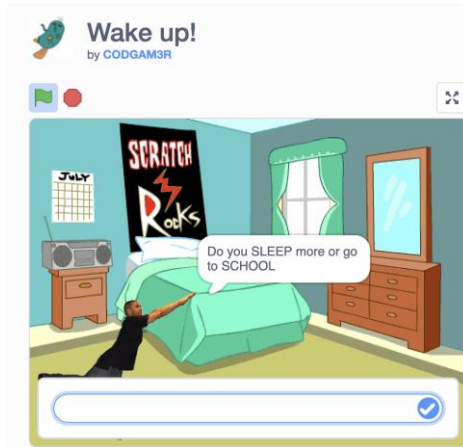 Wake up!
by CODGAM3R
JULY
SCRATCH
ROCKS
Do you SLEEP more or go
to SCHOOL